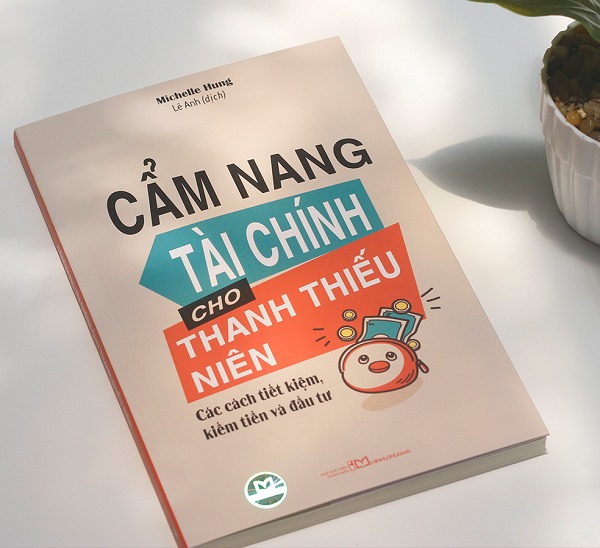 Michelle Hung
Lê Anh (dịch)
CẨM NANG
TÀI CHÍNH
CHO
THANH THIẾU
NIÊN
Các cách tiết kiệm,
kiếm tiền và đầu tư
MINHLONGBOOK